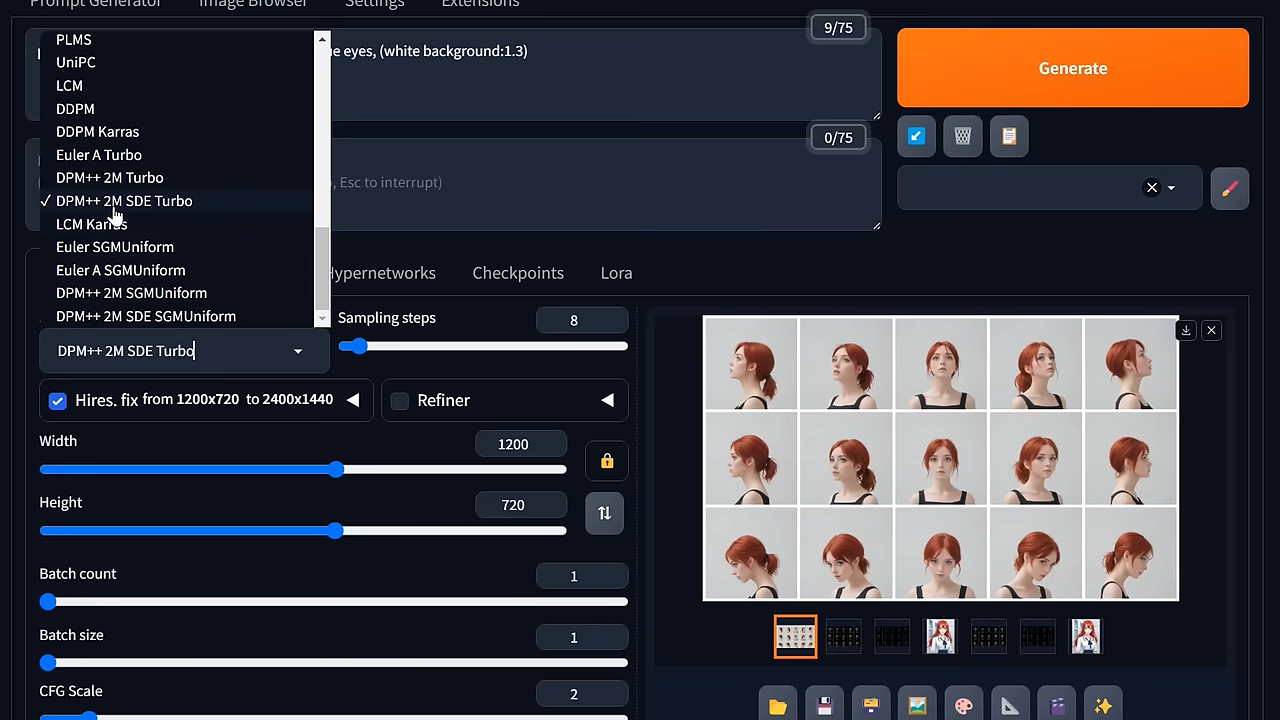 Prompt Generator
Image Browser
Settings
Extensions
9/75
e eyes, (white background:1.3)
Generate
0/75
, Esc to interrupt)
PLMS
UniPC
LCM
DDPM
DDPM Karras
Euler A Turbo
DPM++ 2M Turbo
✓ DPM++ 2M SDE Turbo
LCM Karras
Euler SGMUniform
Euler A SGMUniform
DPM++ 2M SGMUniform
DPM++ 2M SDE SGMUniform
Hypernetworks
Checkpoints
Lora
Sampling steps
8
DPM++ 2M SDE Turbo
Hires. fix from 1200x720 to 2400x1440
Refiner
Width
1200
Height
720
Batch count
1
Batch size
1
CFG Scale
2